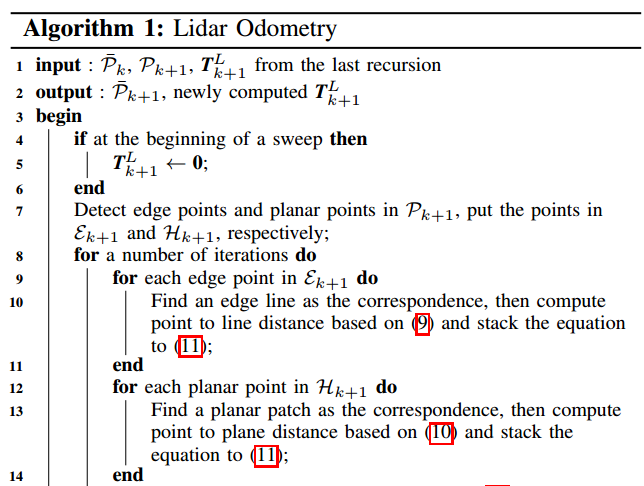 Algorithm 1: Lidar Odometry
1 input : P̄ₖ, Pₖ₊₁, Tᴸₖ₊₁ from the last recursion
2 output : P̄ₖ₊₁, newly computed Tᴸₖ₊₁
3 begin
4 if at the beginning of a sweep then
5 Tᴸₖ₊₁ ← 0;
6 end
7 Detect edge points and planar points in Pₖ₊₁, put the points in
Eₖ₊₁ and Hₖ₊₁, respectively;
8 for a number of iterations do
9 for each edge point in Eₖ₊₁ do
10 Find an edge line as the correspondence, then compute
point to line distance based on (9) and stack the equation
to (11);
11 end
12 for each planar point in Hₖ₊₁ do
13 Find a planar patch as the correspondence, then compute
point to plane distance based on (10) and stack the
equation to (11);
14 end